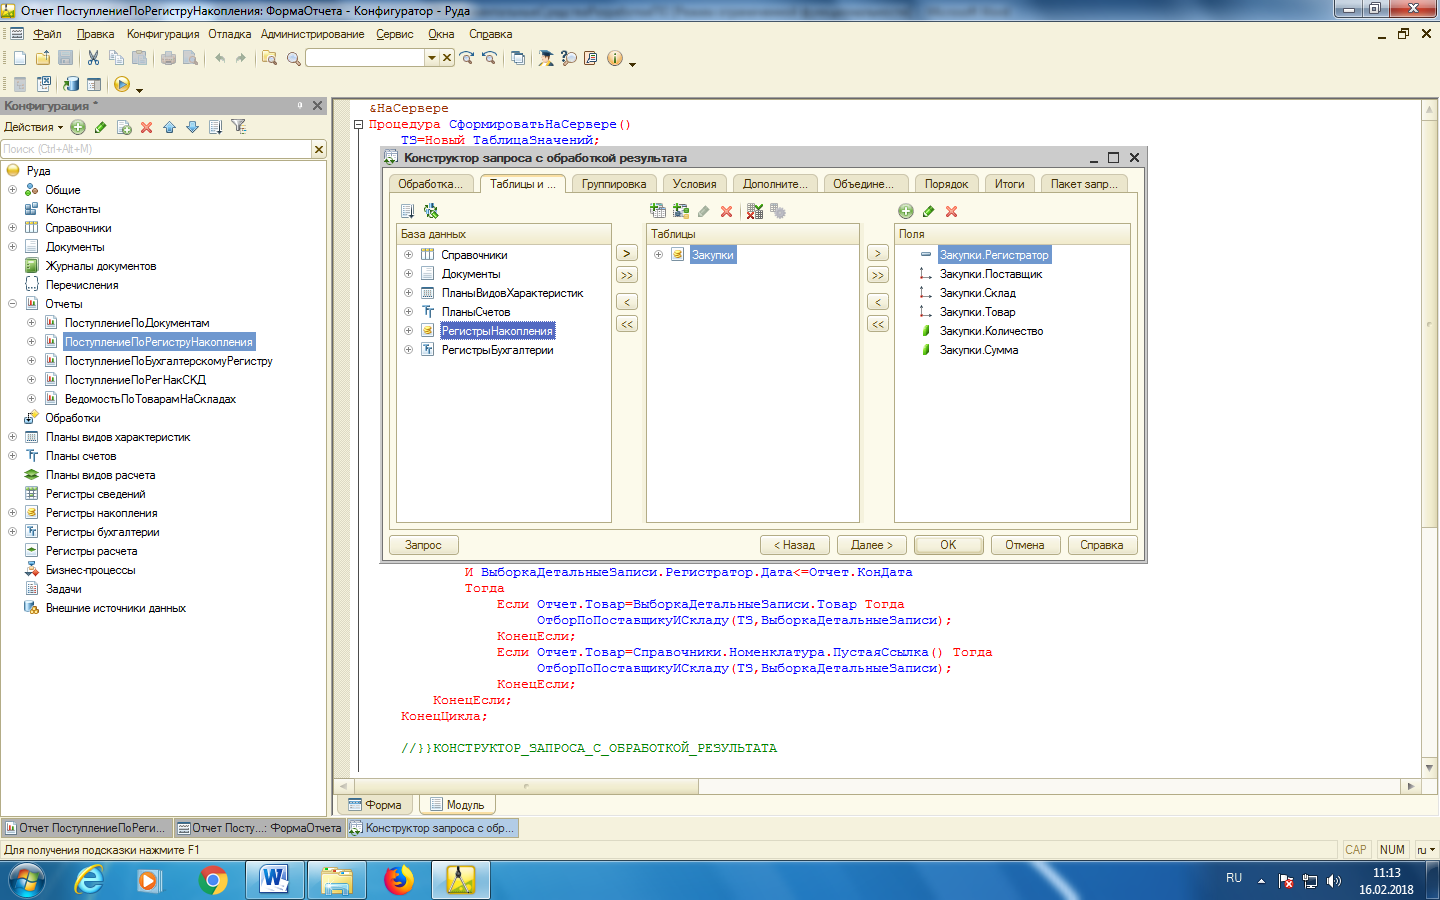 Отчет ПоступлениеПоРегиструНакопления: ФормаОтчета - Конфигуратор - Руда
Файл Правка Конфигурация Отладка Администрирование Сервис Окна Справка
Конфигурация *
Действия
Поиск (Ctrl+Alt+M)
Руда
Общие
Константы
Справочники
Документы
Журналы документов
Перечисления
Отчеты
ПоступлениеПоДокументам
ПоступлениеПоРегиструНакопления
ПоступлениеПоБухгалтерскомуРегистру
ПоступлениеПоРегНакСКД
ВедомостьПоТоварамНаСкладах
Обработки
Планы видов характеристик
Планы счетов
Планы видов расчета
Регистры сведений
Регистры накопления
Регистры бухгалтерии
Регистры расчета
Бизнес-процессы
Задачи
Внешние источники данных
&НаСервере
Процедура СформироватьНаСервере()
ТЗ=Новый ТаблицаЗначений;
Конструктор запроса с обработкой результата
Обработка... Таблицы и ... Группировка Условия Дополните... Объедине... Порядок Итоги Пакет запр...
База данных
Справочники
Документы
ПланыВидовХарактеристик
ПланыСчетов
РегистрыНакопления
РегистрыБухгалтерии
> >> < <<
Таблицы
Закупки
> >> < <<
Поля
Закупки.Регистратор
Закупки.Поставщик
Закупки.Склад
Закупки.Товар
Закупки.Количество
Закупки.Сумма
Запрос < Назад Далее > OK Отмена Справка
И ВыборкаДетальныеЗаписи.Регистратор.Дата<=Отчет.КонДата
Тогда
Если Отчет.Товар=ВыборкаДетальныеЗаписи.Товар Тогда
ОтборПоПоставщикуИСкладу(ТЗ,ВыборкаДетальныеЗаписи);
КонецЕсли;
Если Отчет.Товар=Справочники.Номенклатура.ПустаяСсылка() Тогда
ОтборПоПоставщикуИСкладу(ТЗ,ВыборкаДетальныеЗаписи);
КонецЕсли;
КонецЕсли;
КонецЦикла;
//}}КОНСТРУКТОР_ЗАПРОСА_С_ОБРАБОТКОЙ_РЕЗУЛЬТАТА
Форма Модуль
Отчет ПоступлениеПоРеги... Отчет Посту...: ФормаОтчета Конструктор запроса с обр...
Для получения подсказки нажмите F1 CAP NUM ru
RU 11:13
16.02.2018